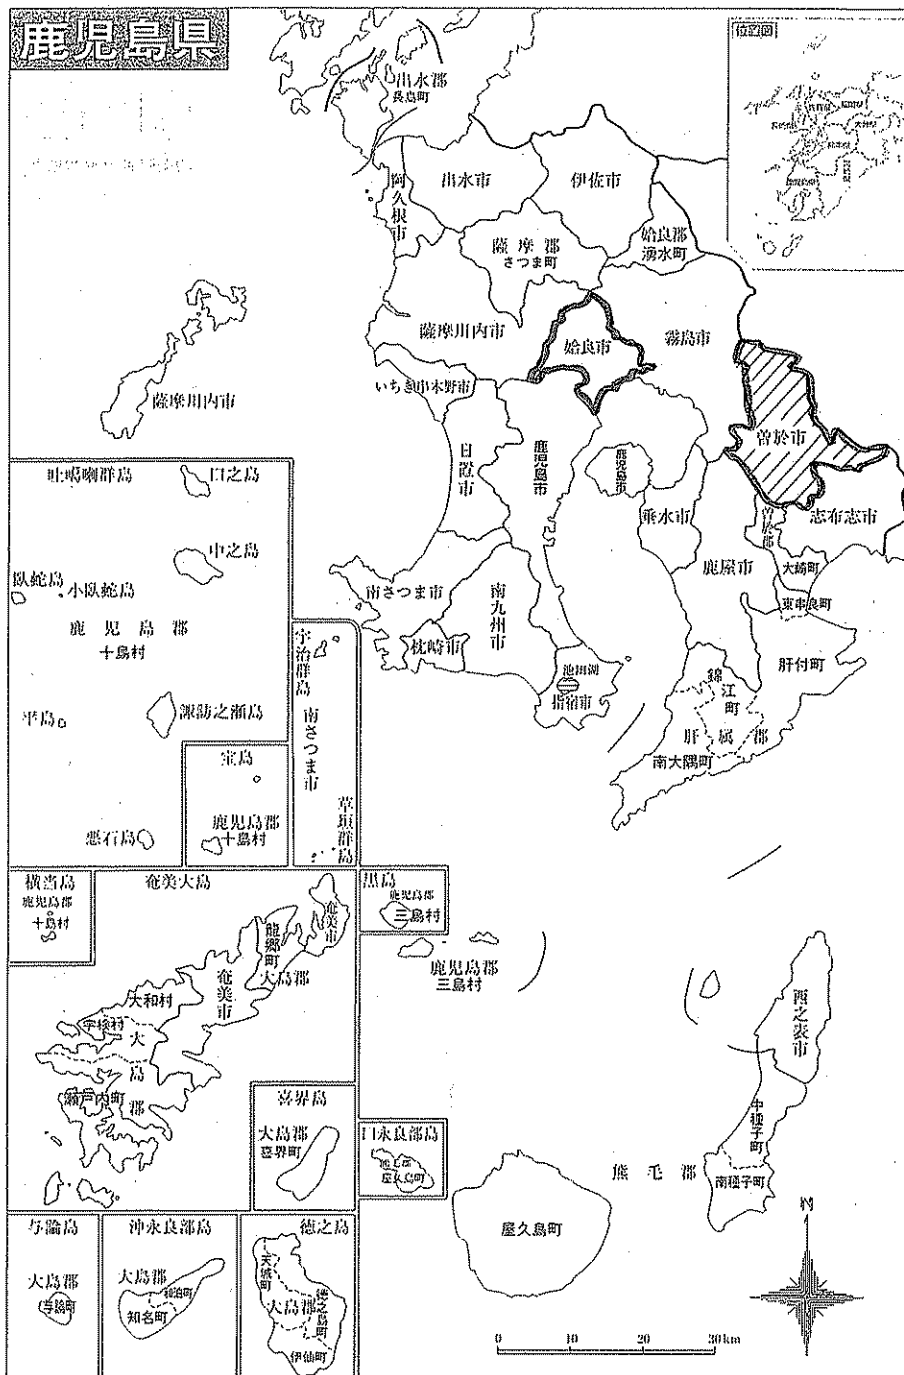 鹿児島県
位置図
出水郡
長島町
阿久根市
出水市
伊佐市
薩摩郡
さつま町
姶良郡
湧水町
薩摩川内市
姶良市
霧島市
いちき串木野市
薩摩川内市
曽於市
日置市
鹿児島市
鹿児島市
垂水市
曽於郡
志布志市
大崎町
鹿屋市
東串良町
南さつま市
南九州市
枕崎市
池田湖
指宿市
錦江町
肝付町
肝属郡
南大隅町
吐噶喇群島
口之島
中之島
臥蛇島
小臥蛇島
鹿児島郡
十島村
平島
諏訪之瀬島
悪石島
宝島
鹿児島郡
十島村
宇治群島
南さつま市
草垣群島
横当島
鹿児島郡
十島村
奄美大島
奄美市
龍郷町
大島郡
奄美市
大和村
宇検村
大島郡
瀬戸内町
黒島
鹿児島郡
三島村
鹿児島郡
三島村
西之表市
中種子町
熊毛郡
南種子町
喜界島
大島郡
喜界町
口永良部島
熊毛郡
屋久島町
屋久島町
与論島
大島郡
与論町
沖永良部島
大島郡
和泊町
知名町
徳之島
天城町
大島郡
徳之島町
伊仙町
N
0 10 20 30km